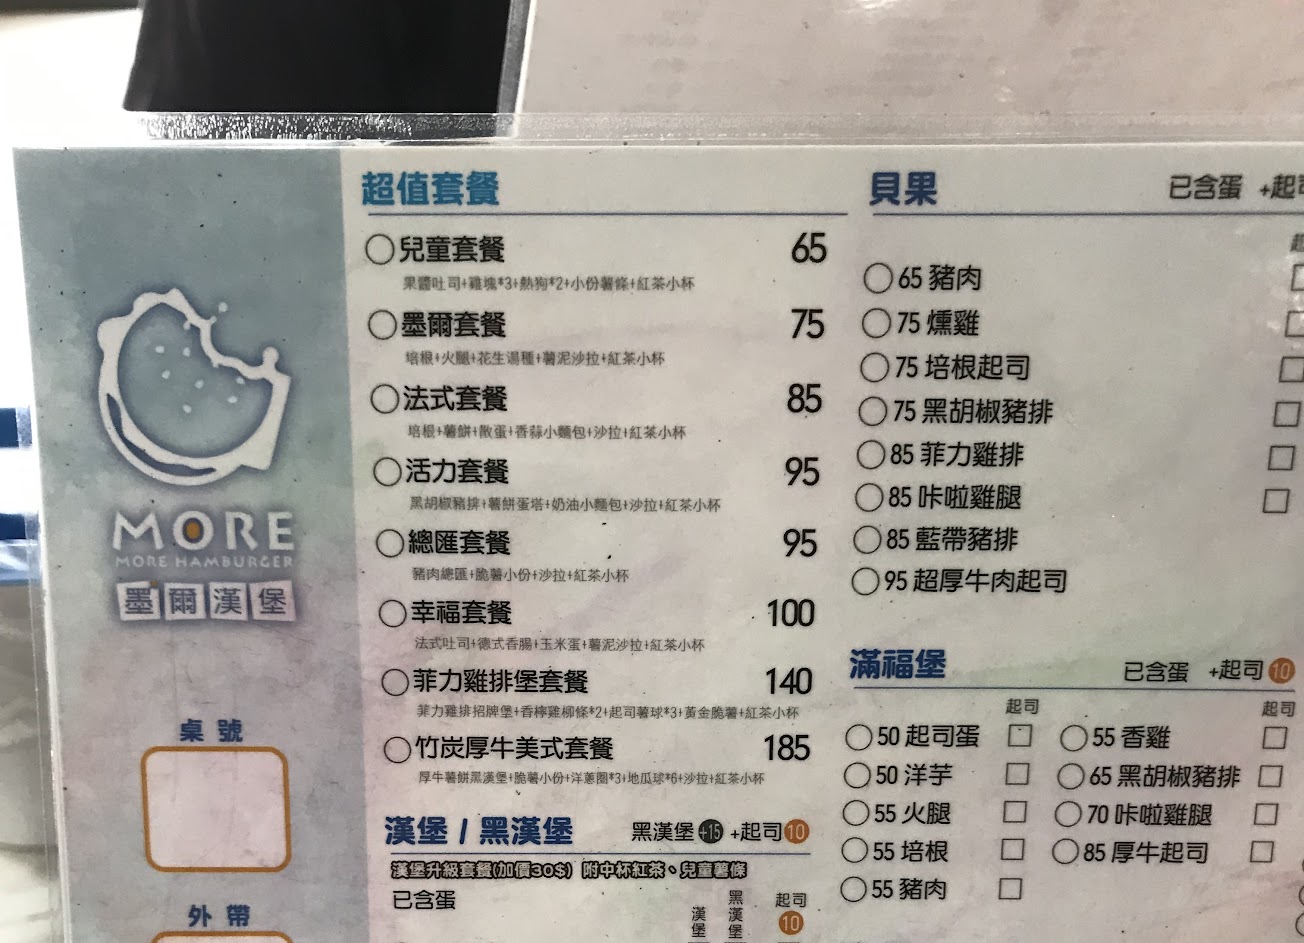 MORE
MORE HAMBURGER
墨爾漢堡
桌號
外帶
超值套餐
兒童套餐 65
果醬吐司+雞塊*3+熱狗*2+小份薯條+紅茶小杯
墨爾套餐 75
培根+火腿+花生湯種+薯泥沙拉+紅茶小杯
法式套餐 85
培根+薯餅+散蛋+香蒜小麵包+沙拉+紅茶小杯
活力套餐 95
黑胡椒豬排+薯餅蛋塔+奶油小麵包+沙拉+紅茶小杯
總匯套餐 95
豬肉總匯+脆薯小份+沙拉+紅茶小杯
幸福套餐 100
法式吐司+德式香腸+玉米蛋+薯泥沙拉+紅茶小杯
菲力雞排堡套餐 140
菲力雞排招牌堡+香檸雞柳條*2+起司薯球*3+黃金脆薯+紅茶小杯
竹炭厚牛美式套餐 185
厚牛薯餅黑漢堡+脆薯小份+洋蔥圈*3+地瓜球*6+沙拉+紅茶小杯
漢堡 / 黑漢堡 黑漢堡+15 +起司10
漢堡升級套餐(加價30$) 附中杯紅茶、兒童薯條
已含蛋
漢堡 黑漢堡 起司
10
貝果 已含蛋 +起司
65 豬肉
75 燻雞
75 培根起司
75 黑胡椒豬排
85 菲力雞排
85 咔啦雞腿
85 藍帶豬排
95 超厚牛肉起司
滿福堡 已含蛋 +起司10
起司 起司
50 起司蛋 55 香雞
50 洋芋 65 黑胡椒豬排
55 火腿 70 咔啦雞腿
55 培根 85 厚牛起司
55 豬肉